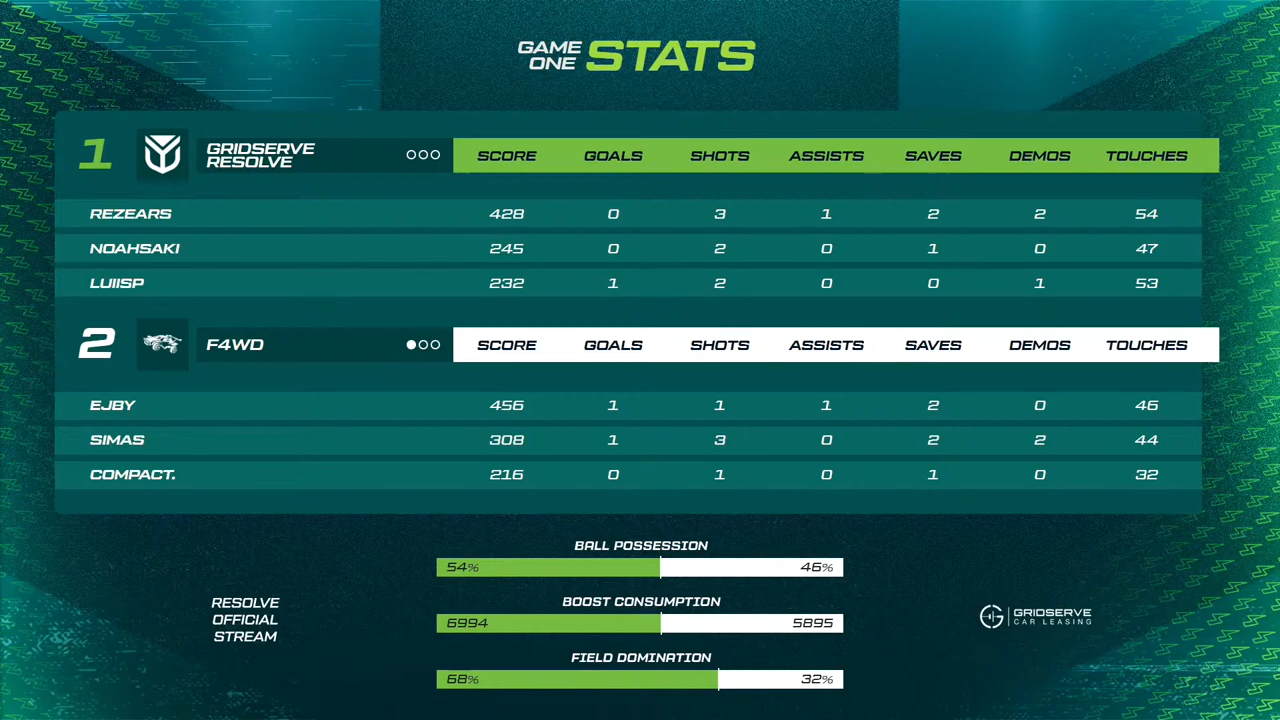 GAME ONE STATS
1 GRIDSERVE RESOLVE SCORE GOALS SHOTS ASSISTS SAVES DEMOS TOUCHES
REZEARS 428 0 3 1 2 2 54
NOAHSAKI 245 0 2 0 1 0 47
LUIISP 232 1 2 0 0 1 53
2 F4WD SCORE GOALS SHOTS ASSISTS SAVES DEMOS TOUCHES
EJBY 456 1 1 1 2 0 46
SIMAS 308 1 3 0 2 2 44
COMPACT. 216 0 1 0 1 0 32
BALL POSSESSION
54% 46%
BOOST CONSUMPTION
6994 5895
FIELD DOMINATION
68% 32%
RESOLVE
OFFICIAL
STREAM
GRIDSERVE
CAR LEASING